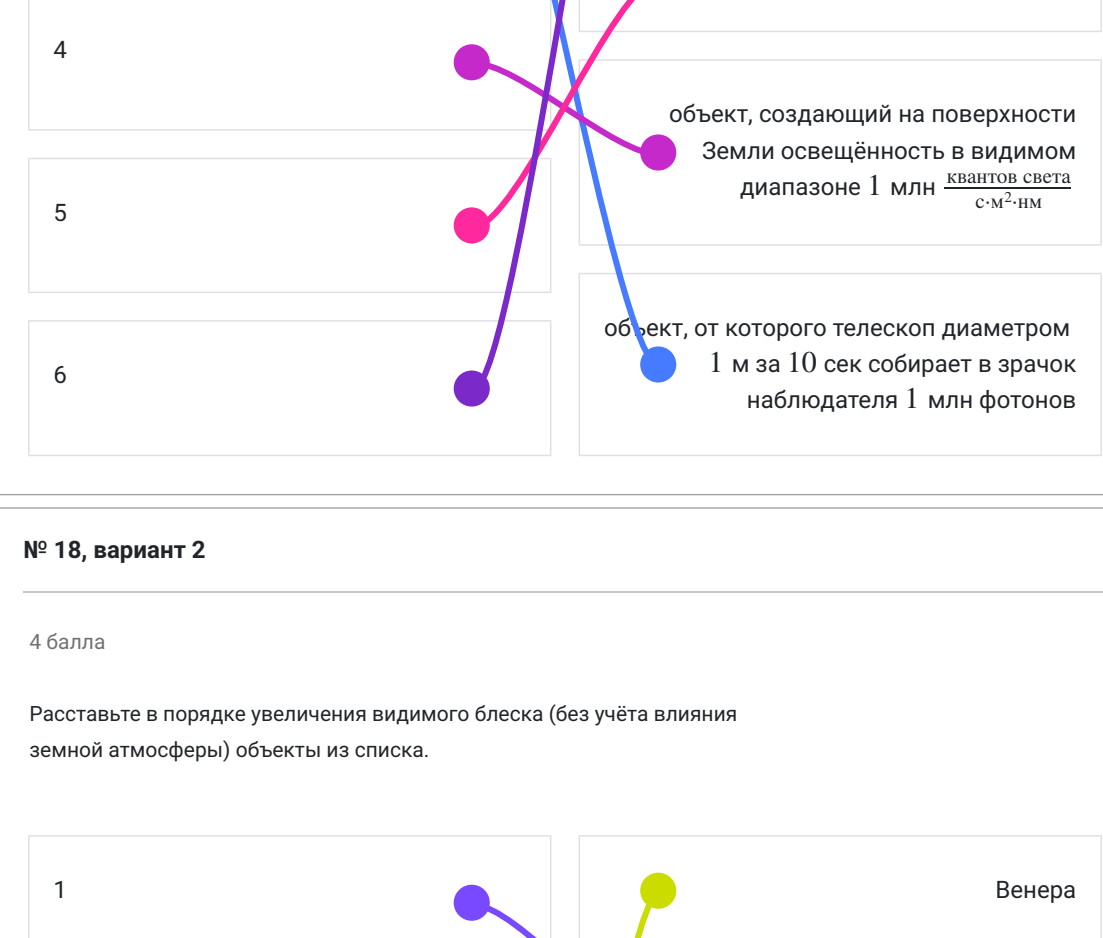 4
объект, создающий на поверхности
Земли освещённость в видимом
диапазоне 1 млн квантов света / с·м²·нм
5
объект, от которого телескоп диаметром
1 м за 10 сек собирает в зрачок
наблюдателя 1 млн фотонов
6
№ 18, вариант 2
4 балла
Расставьте в порядке увеличения видимого блеска (без учёта влияния
земной атмосферы) объекты из списка.
1
Венера